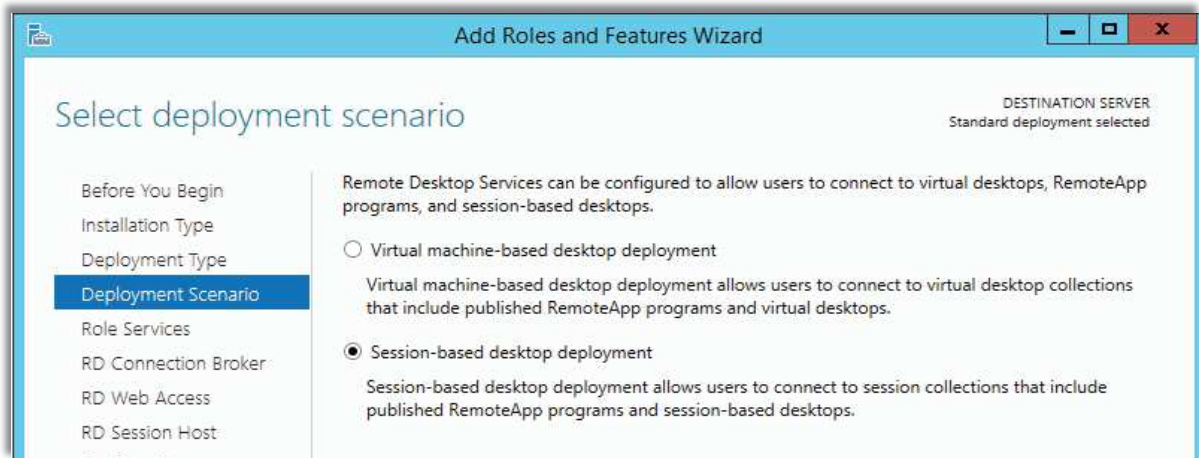 Add Roles and Features Wizard
Select deployment scenario
DESTINATION SERVER
Standard deployment selected
Before You Begin
Installation Type
Deployment Type
Deployment Scenario
Role Services
RD Connection Broker
RD Web Access
RD Session Host
Remote Desktop Services can be configured to allow users to connect to virtual desktops, RemoteApp
programs, and session-based desktops.
Virtual machine-based desktop deployment
Virtual machine-based desktop deployment allows users to connect to virtual desktop collections
that include published RemoteApp programs and virtual desktops.
Session-based desktop deployment
Session-based desktop deployment allows users to connect to session collections that include
published RemoteApp programs and session-based desktops.